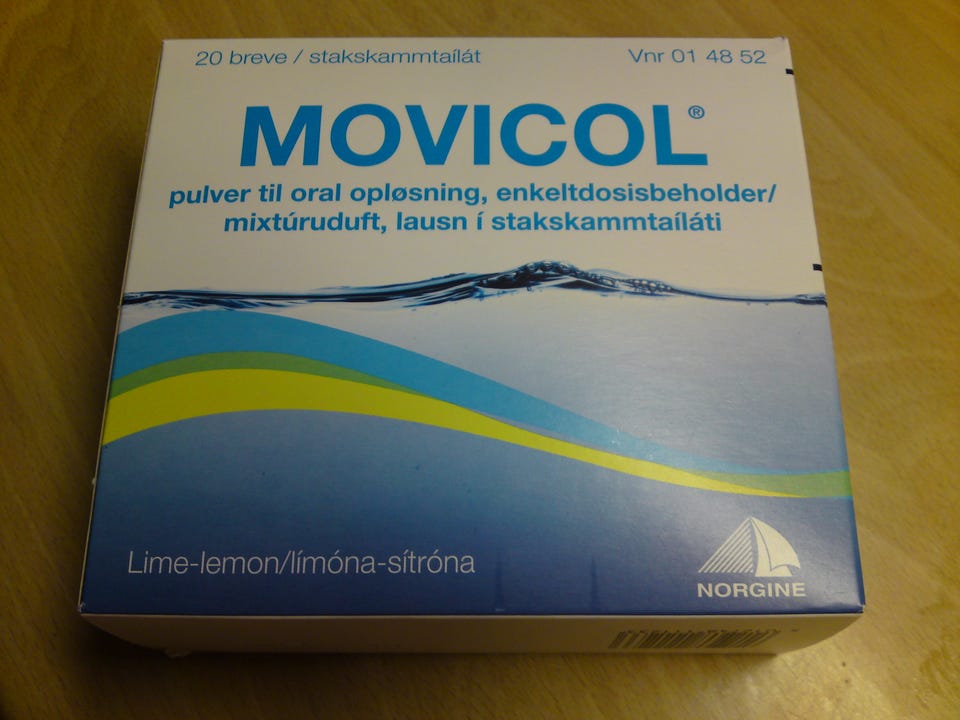 20 breve / stakskammtaílát
Vnr 01 48 52
MOVICOL®
pulver til oral opløsning, enkeltdosisbeholder/
mixtúruduft, lausn í stakskammtaíláti
Lime-lemon/límóna-sítróna
NORGINE